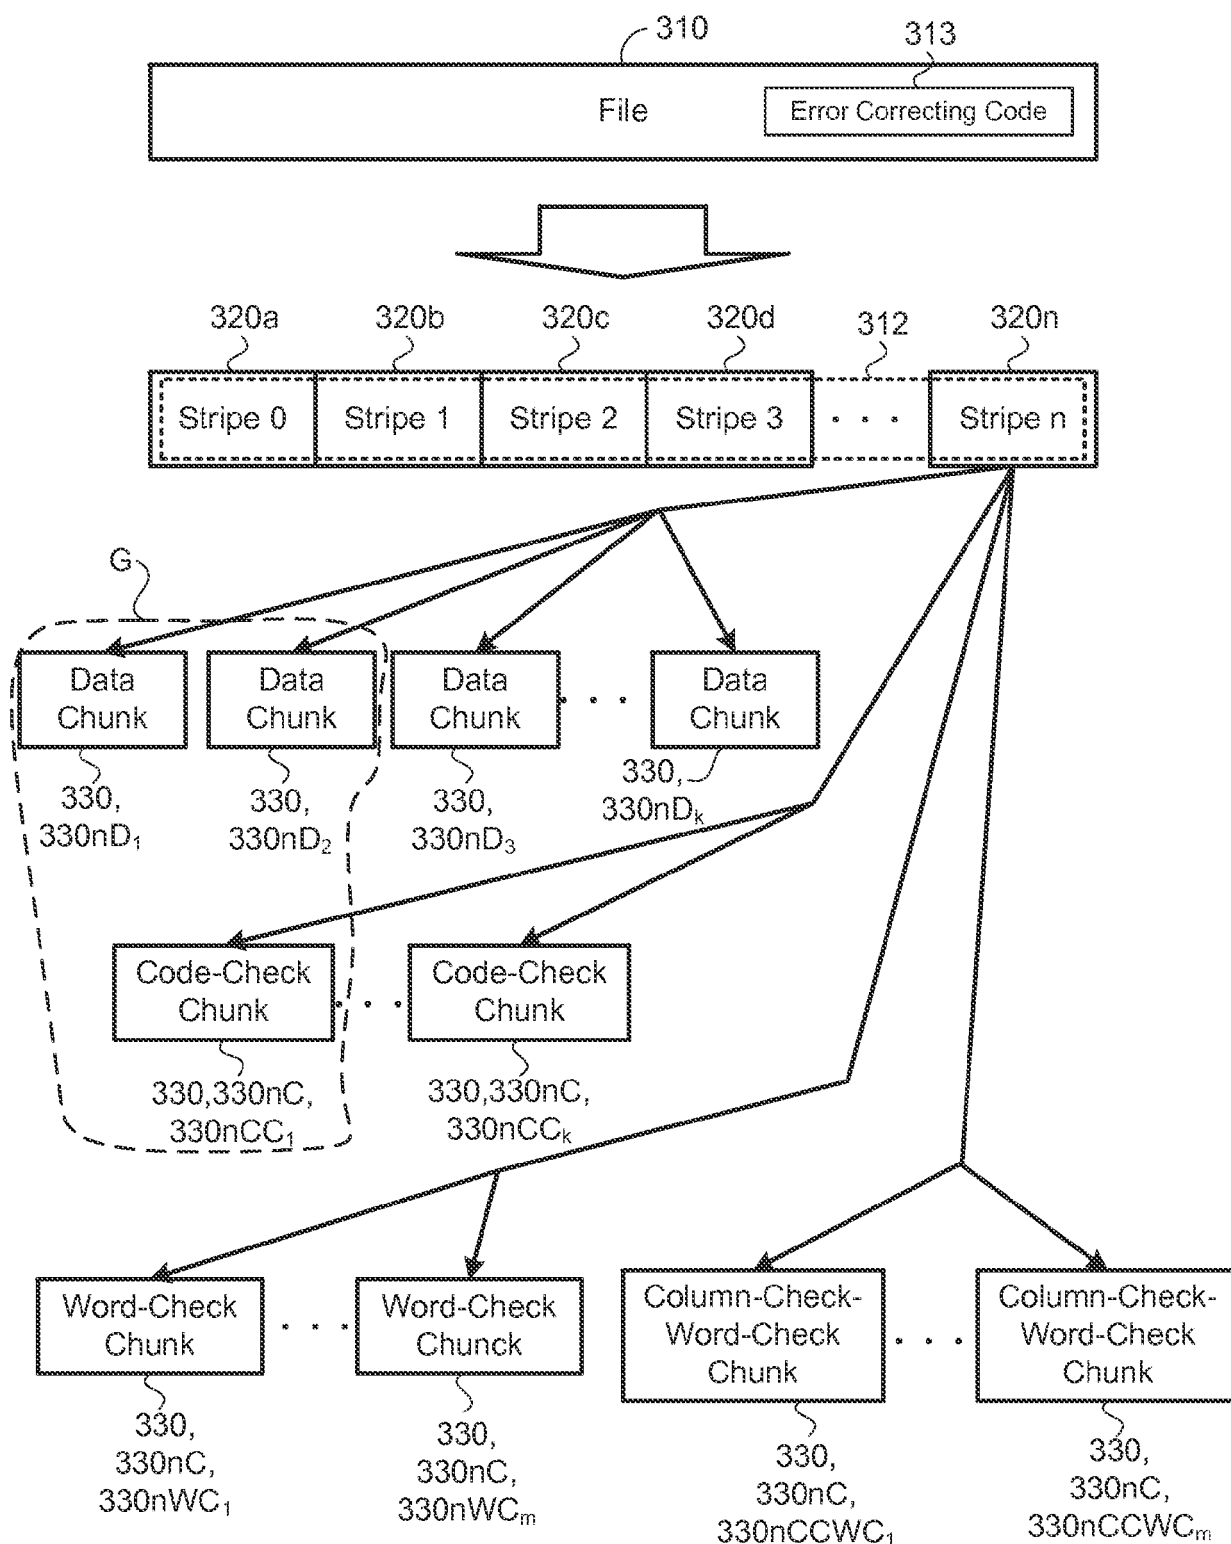 310
313
File
Error Correcting Code
320a
320b
320c
320d
312
320n
Stripe 0
Stripe 1
Stripe 2
Stripe 3
. . .
Stripe n
G
Data
Chunk
Data
Chunk
Data
Chunk
. . .
Data
Chunk
330,
330nD₁
330,
330nD₂
330,
330nD₃
330,
330nDₖ
Code-Check
Chunk
. . .
Code-Check
Chunk
330,330nC,
330nCC₁
330,330nC,
330nCCₖ
Word-Check
Chunk
. . .
Word-Check
Chunck
Column-Check-
Word-Check
Chunk
. . .
Column-Check-
Word-Check
Chunk
330,
330nC,
330nWC₁
330,
330nC,
330nWCₘ
330,
330nC,
330nCCWC₁
330,
330nC,
330nCCWCₘ